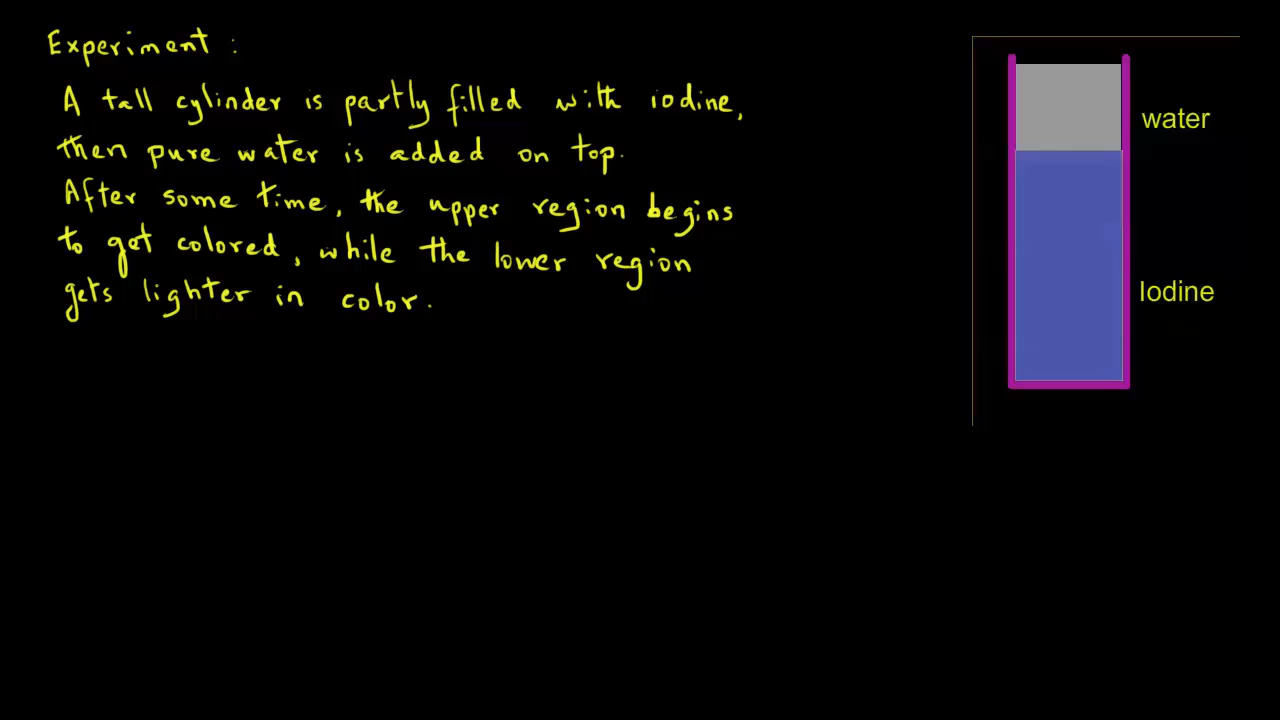 Experiment :
A tall cylinder is partly filled with iodine,
then pure water is added on top.
After some time, the upper region begins
to get colored, while the lower region
gets lighter in color.
water
Iodine